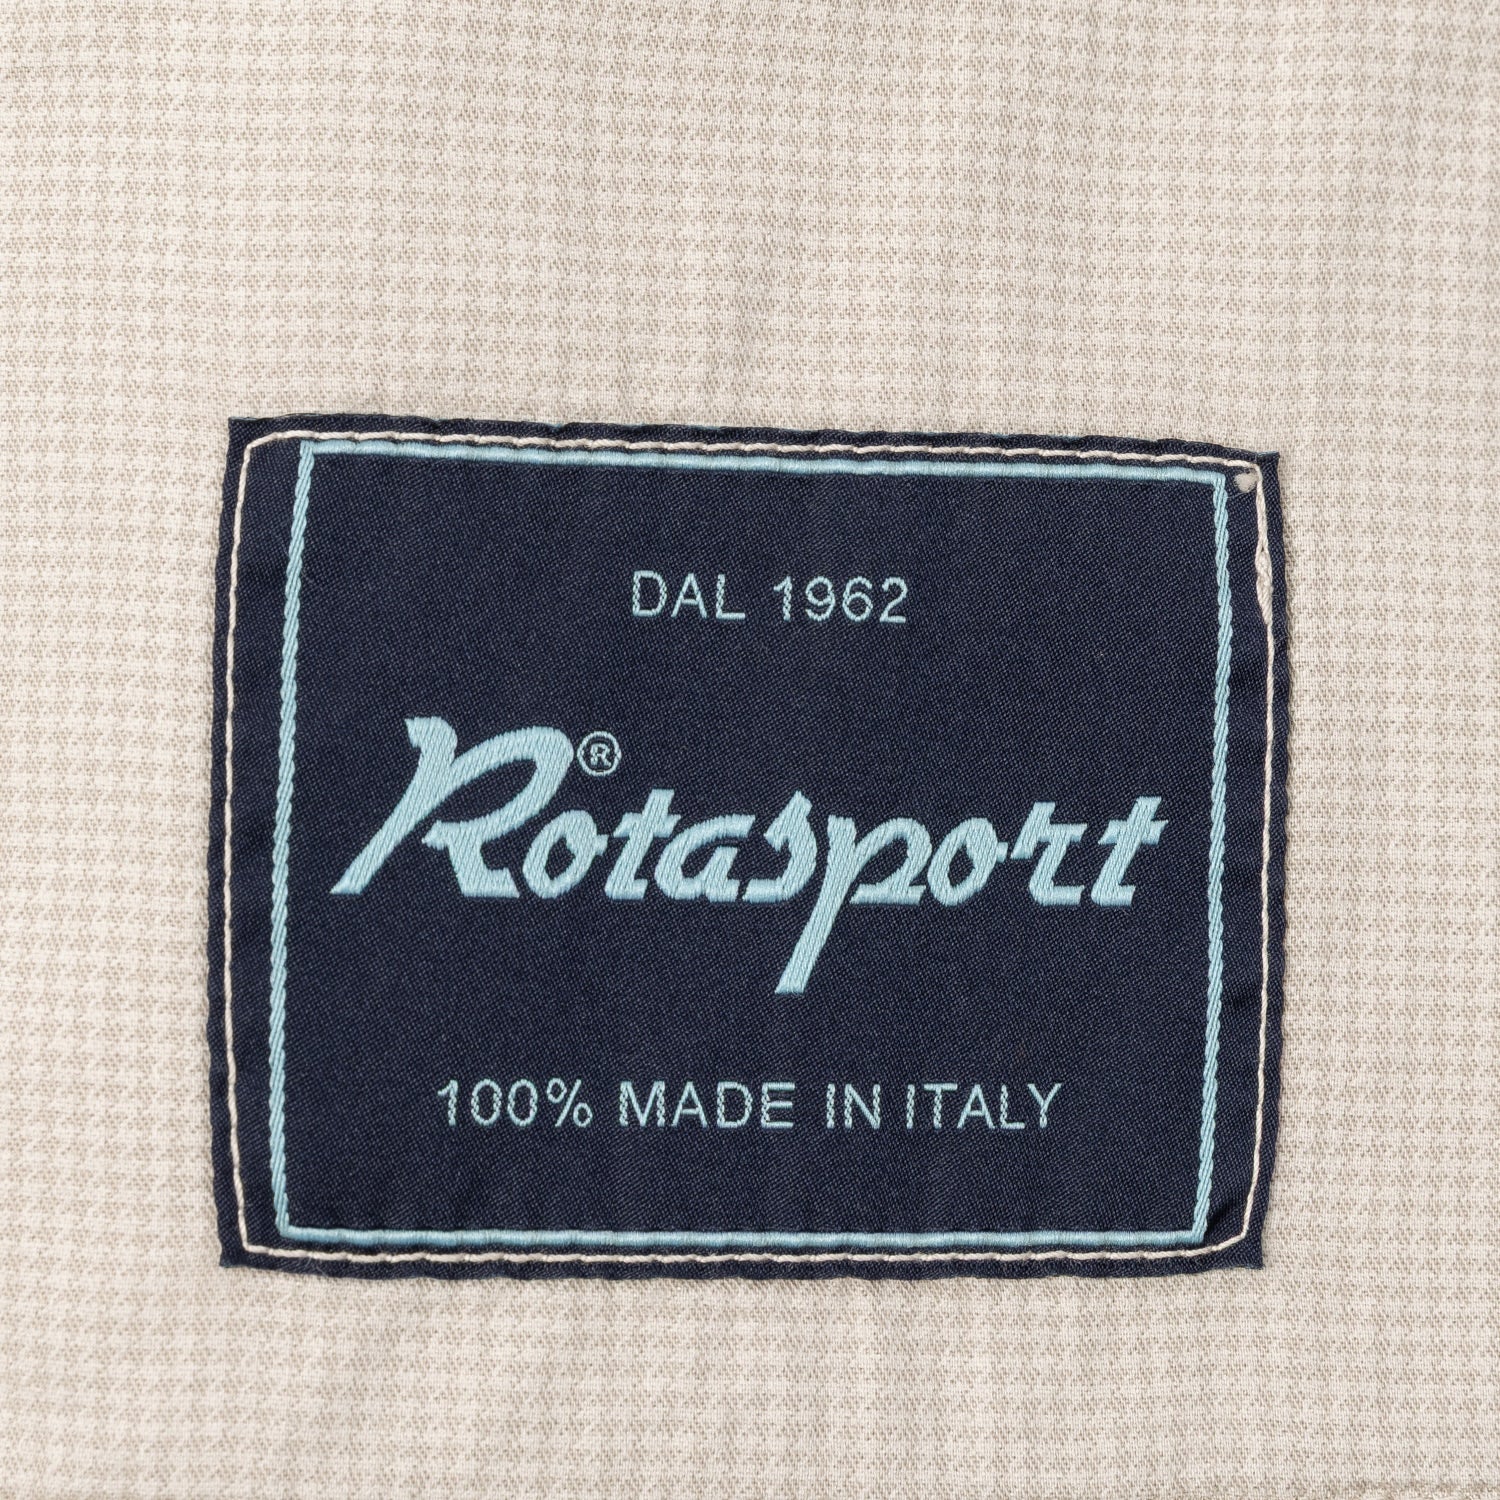 DAL 1962
Rotasport®
100% MADE IN ITALY